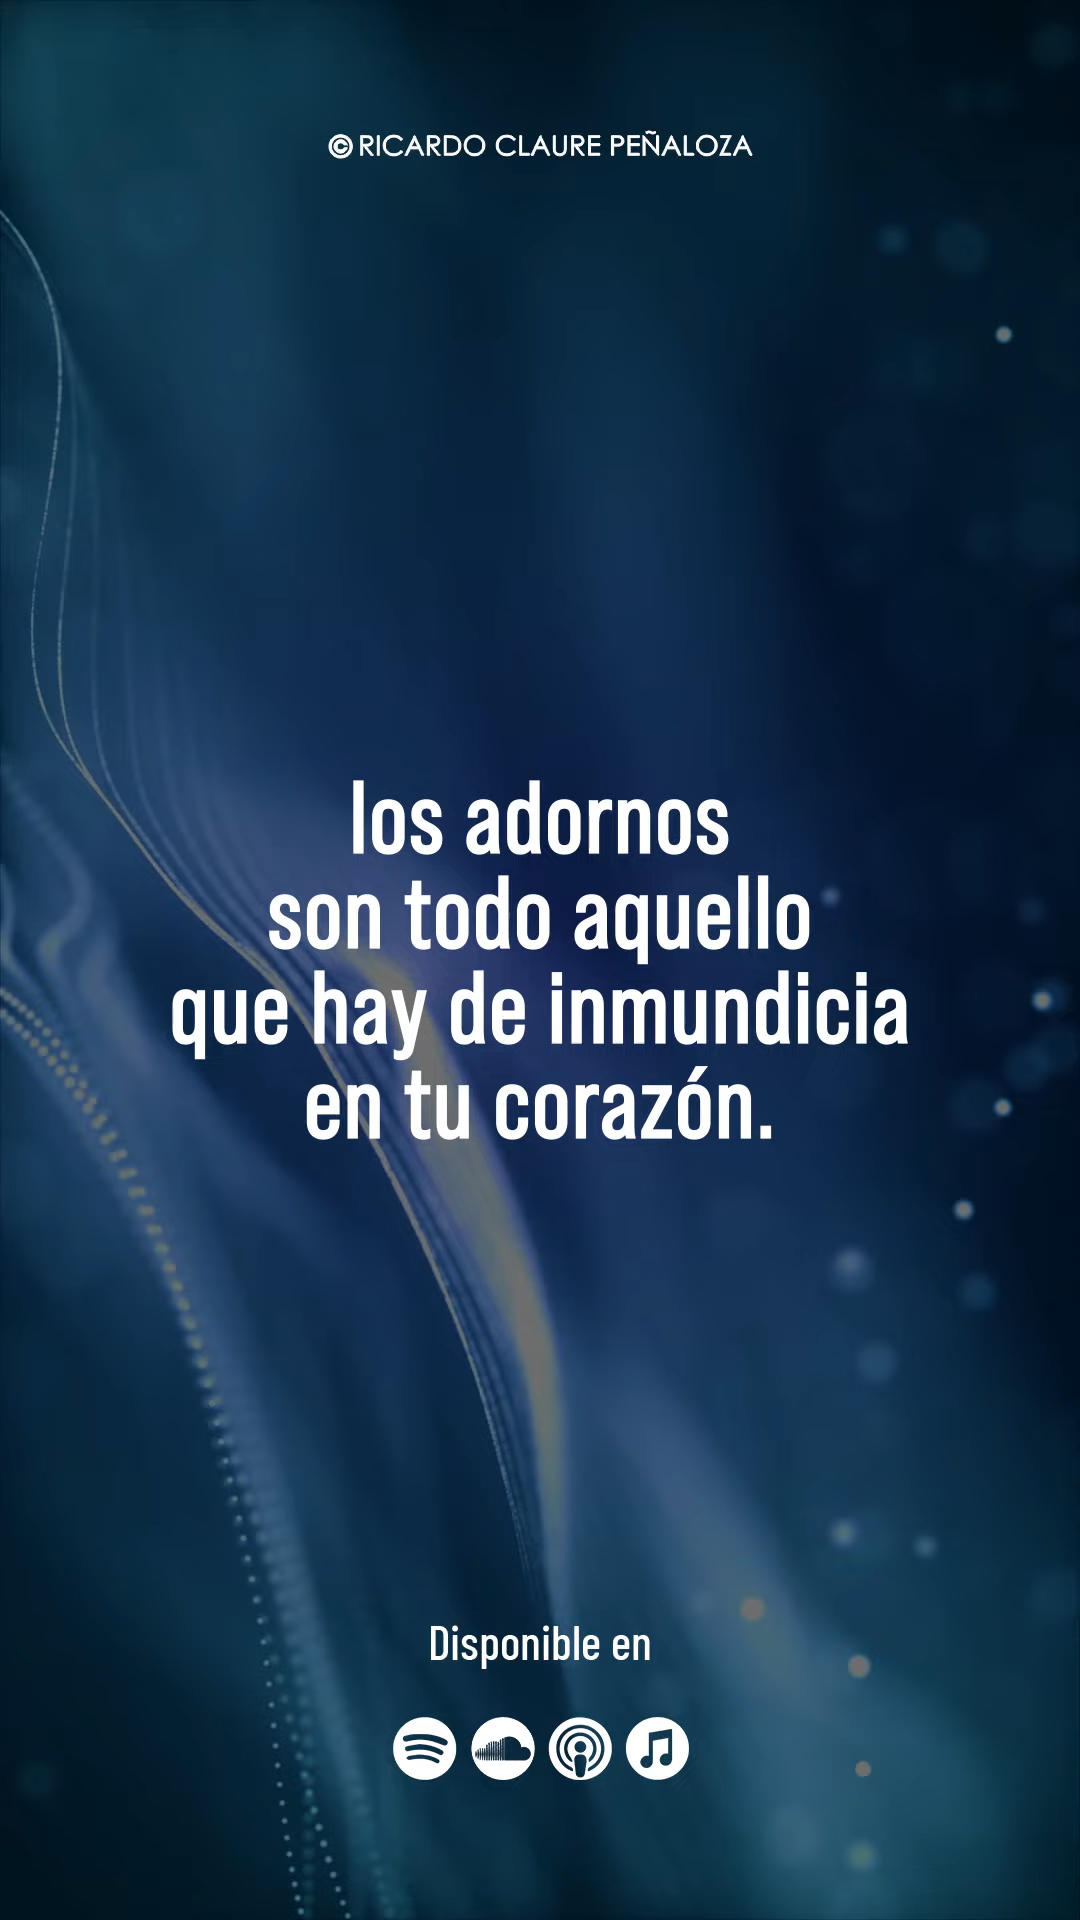 © RICARDO CLAURE PEÑALOZA
los adornos
son todo aquello
que hay de inmundicia
en tu corazón.
Disponible en